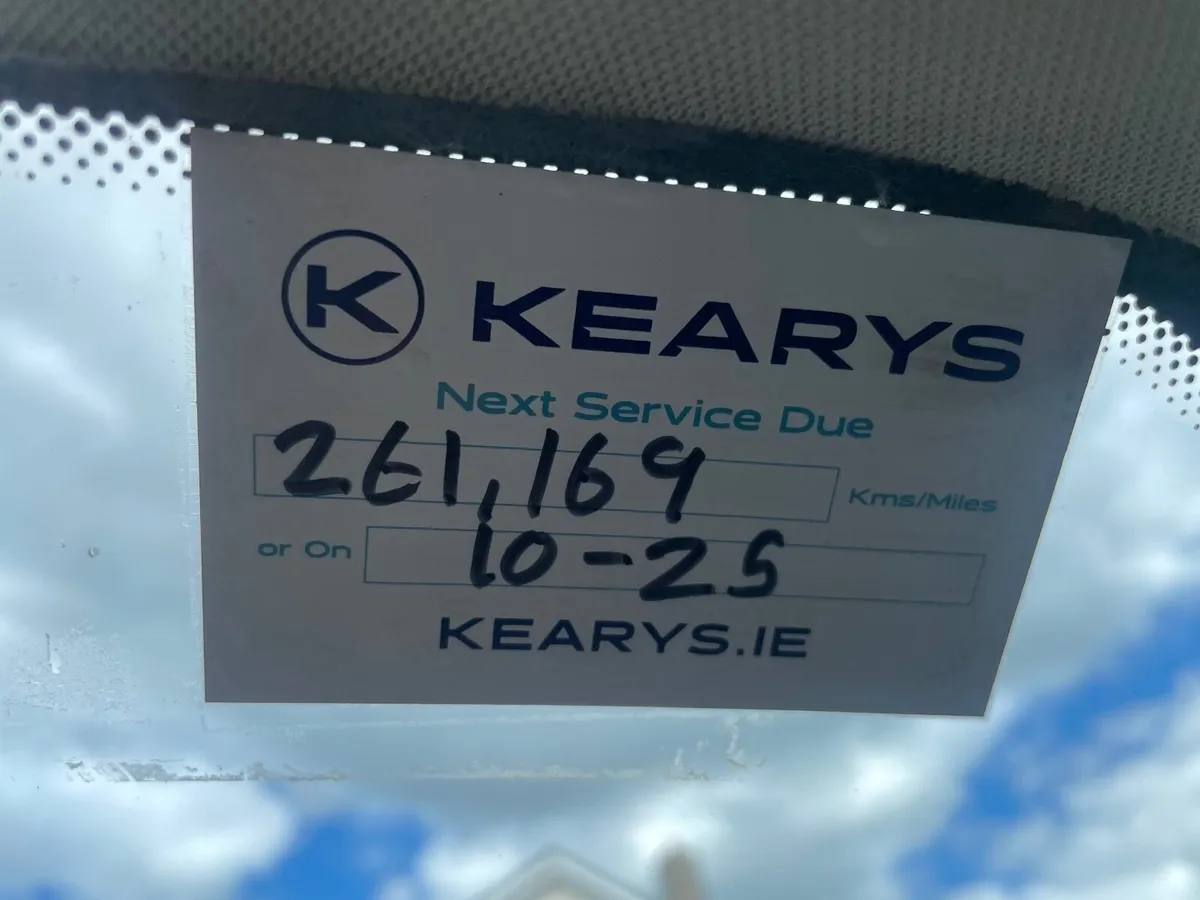 K KEARYS
Next Service Due
261,169 Kms/Miles
or On 10-25
KEARYS.IE